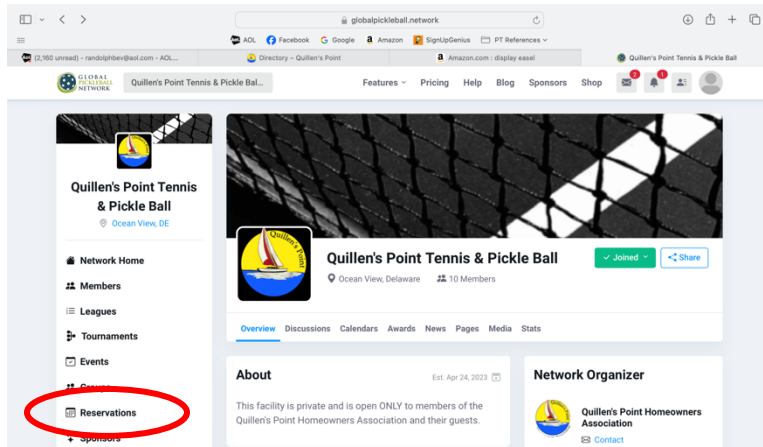 globalpickleball.network
AOL Facebook G Google a Amazon SignUpGenius PT References
(2,160 unread) - randolphbev@aol.com - AOL... Directory – Quillen's Point a Amazon.com : display easel Quillen's Point Tennis & Pickle Ball
GLOBAL
PICKLEBALL
NETWORK
Quillen's Point Tennis & Pickle Bal... Features Pricing Help Blog Sponsors Shop 2 1
Quillen's Point Tennis
& Pickle Ball
Ocean View, DE
Network Home
Members
Leagues
Tournaments
Events
Groups
Reservations
Sponsors
Quillen's Point
Quillen's Point Tennis & Pickle Ball
Ocean View, Delaware 10 Members
Joined Share
Overview Discussions Calendars Awards News Pages Media Stats
About Est. Apr 24, 2023
This facility is private and is open ONLY to members of the
Quillen's Point Homeowners Association and their guests.
Network Organizer
Quillen's Point Homeowners
Association
Contact